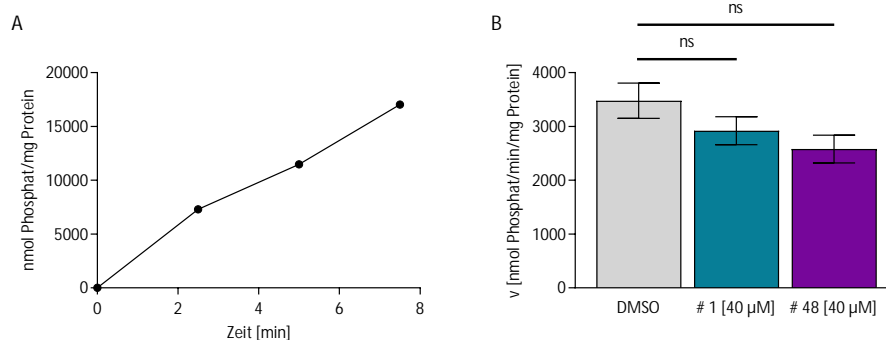 A
nmol Phosphat/mg Protein
20000
15000
10000
5000
0
0 2 4 6 8
Zeit [min]
B
ns
ns
v [nmol Phosphat/min/mg Protein]
4000
3000
2000
1000
0
DMSO # 1 [40 µM] # 48 [40 µM]